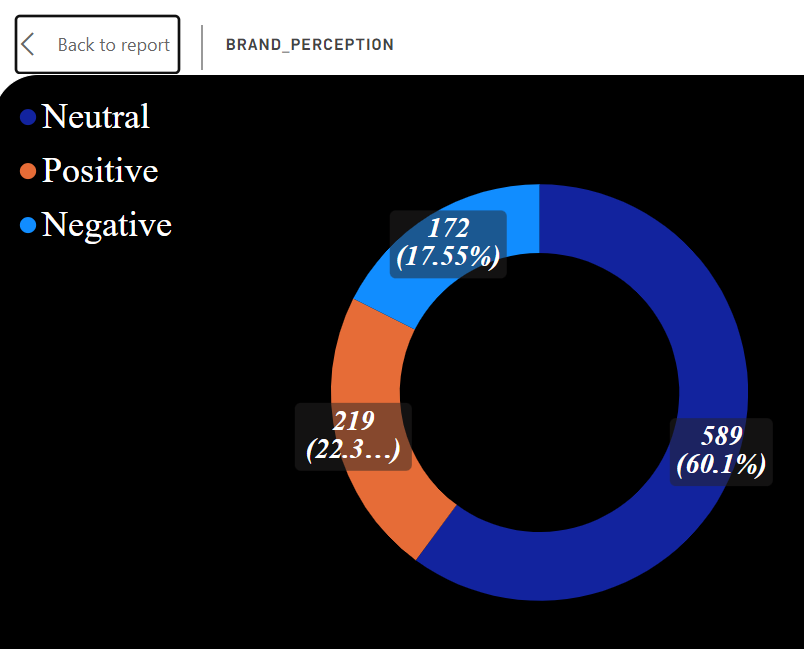 Back to report
BRAND_PERCEPTION
Neutral
Positive
Negative
172
(17.55%)
219
(22.3…)
589
(60.1%)